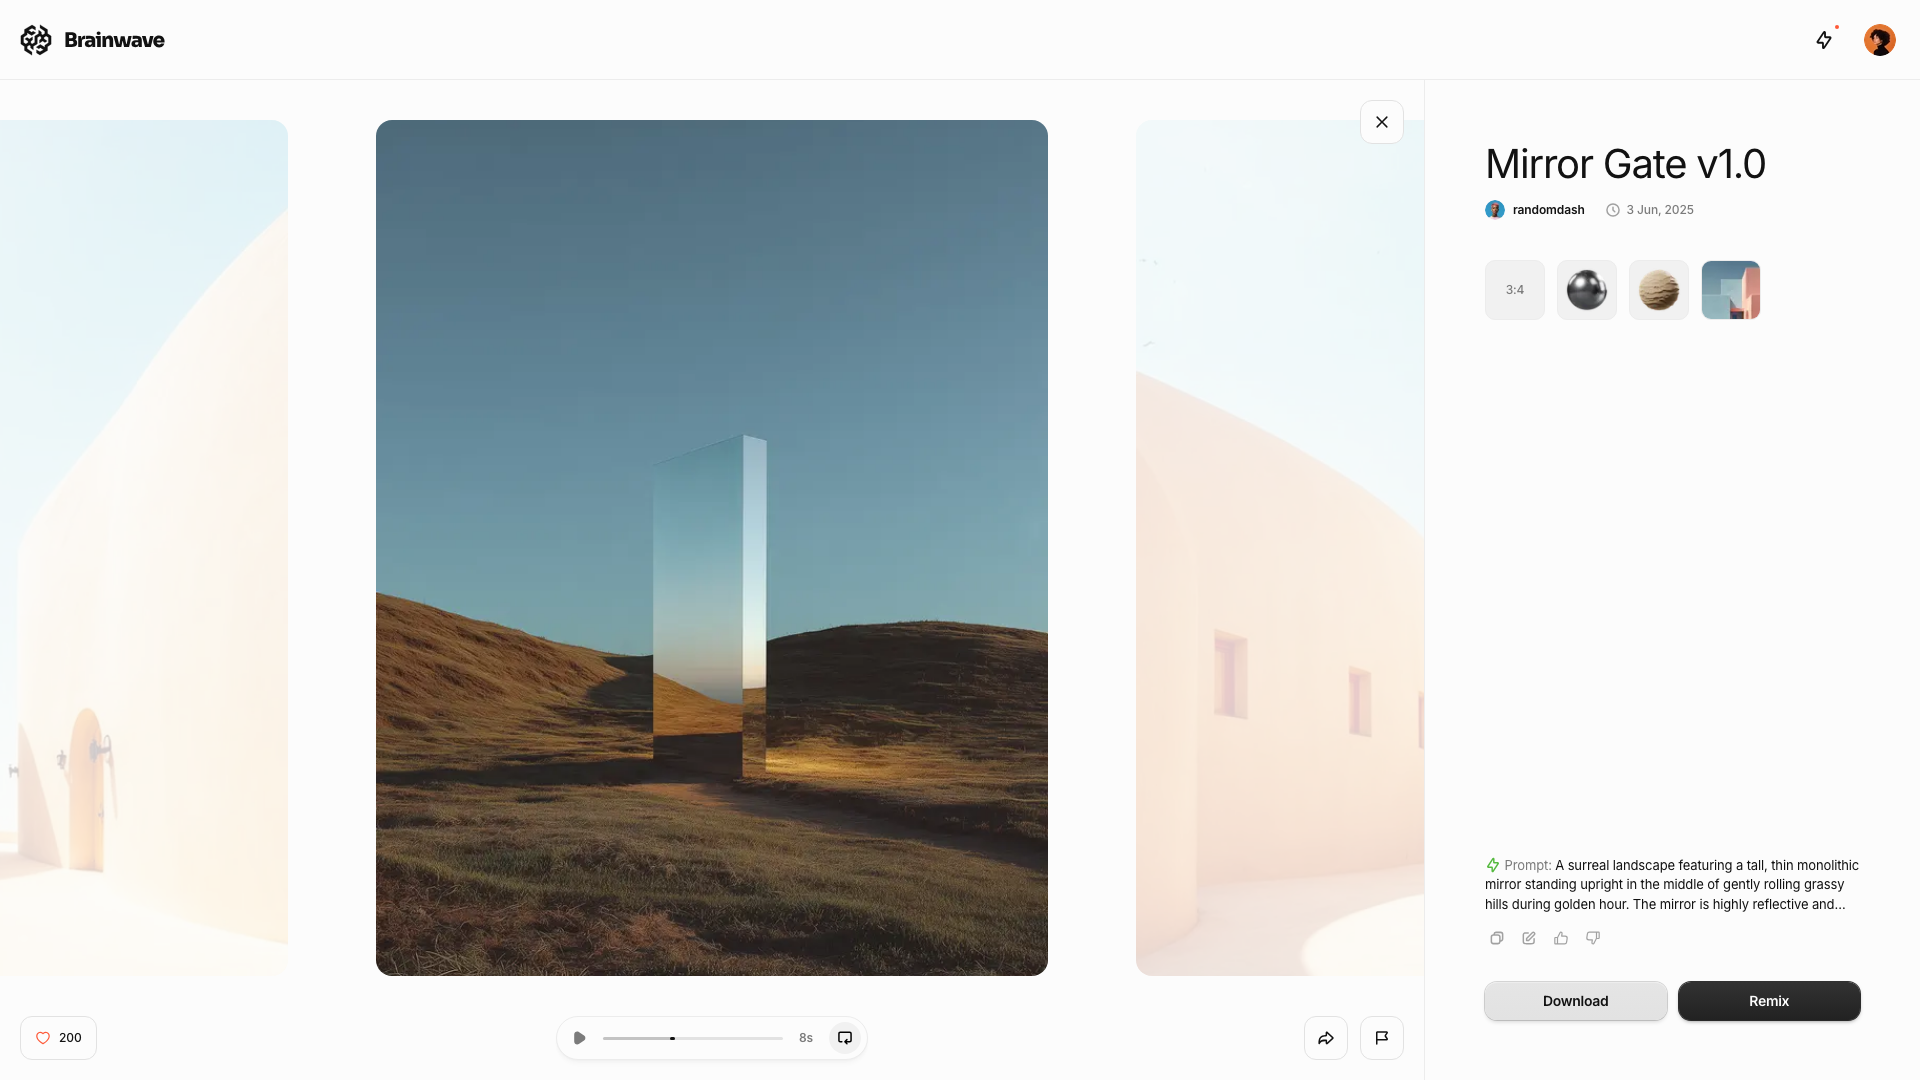 Brainwave
Mirror Gate v1.0
randomdash
3 Jun, 2025
3:4
Prompt: A surreal landscape featuring a tall, thin monolithic
mirror standing upright in the middle of gently rolling grassy
hills during golden hour. The mirror is highly reflective and...
Download
Remix
200
8s